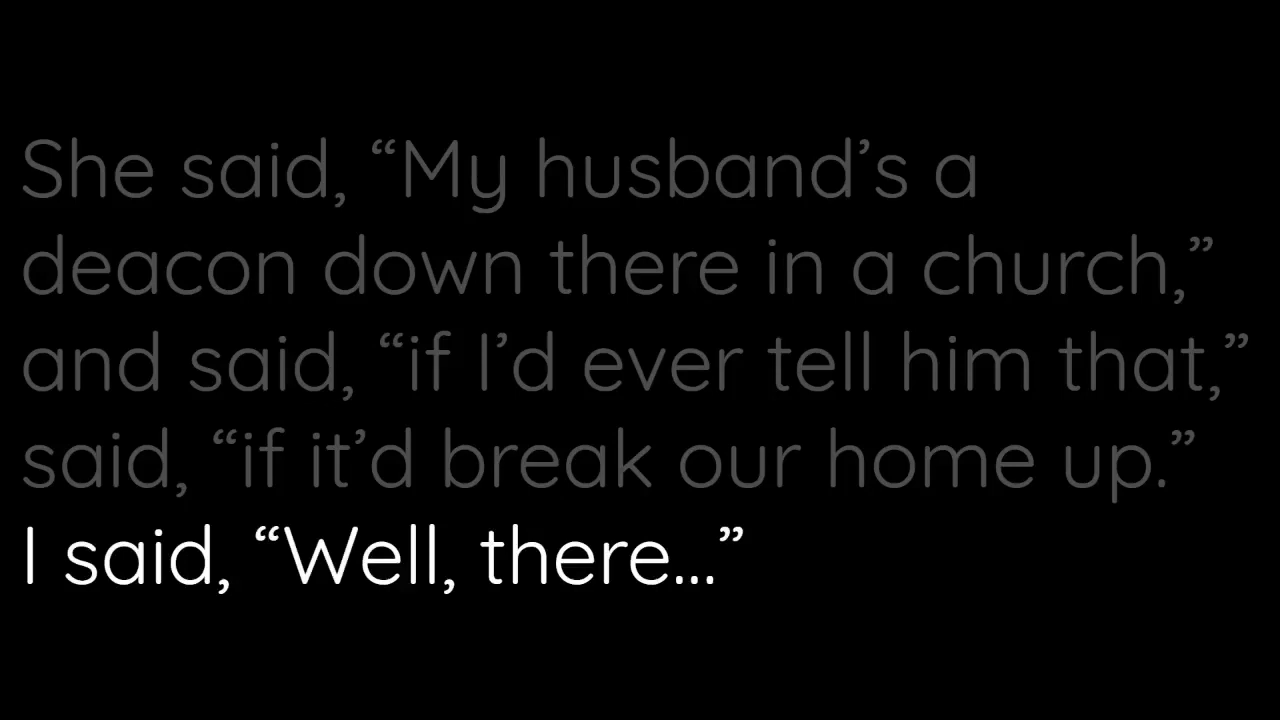 She said, “My husband’s a
deacon down there in a church,”
and said, “if I’d ever tell him that,”
said, “if it’d break our home up.”
I said, “Well, there...”